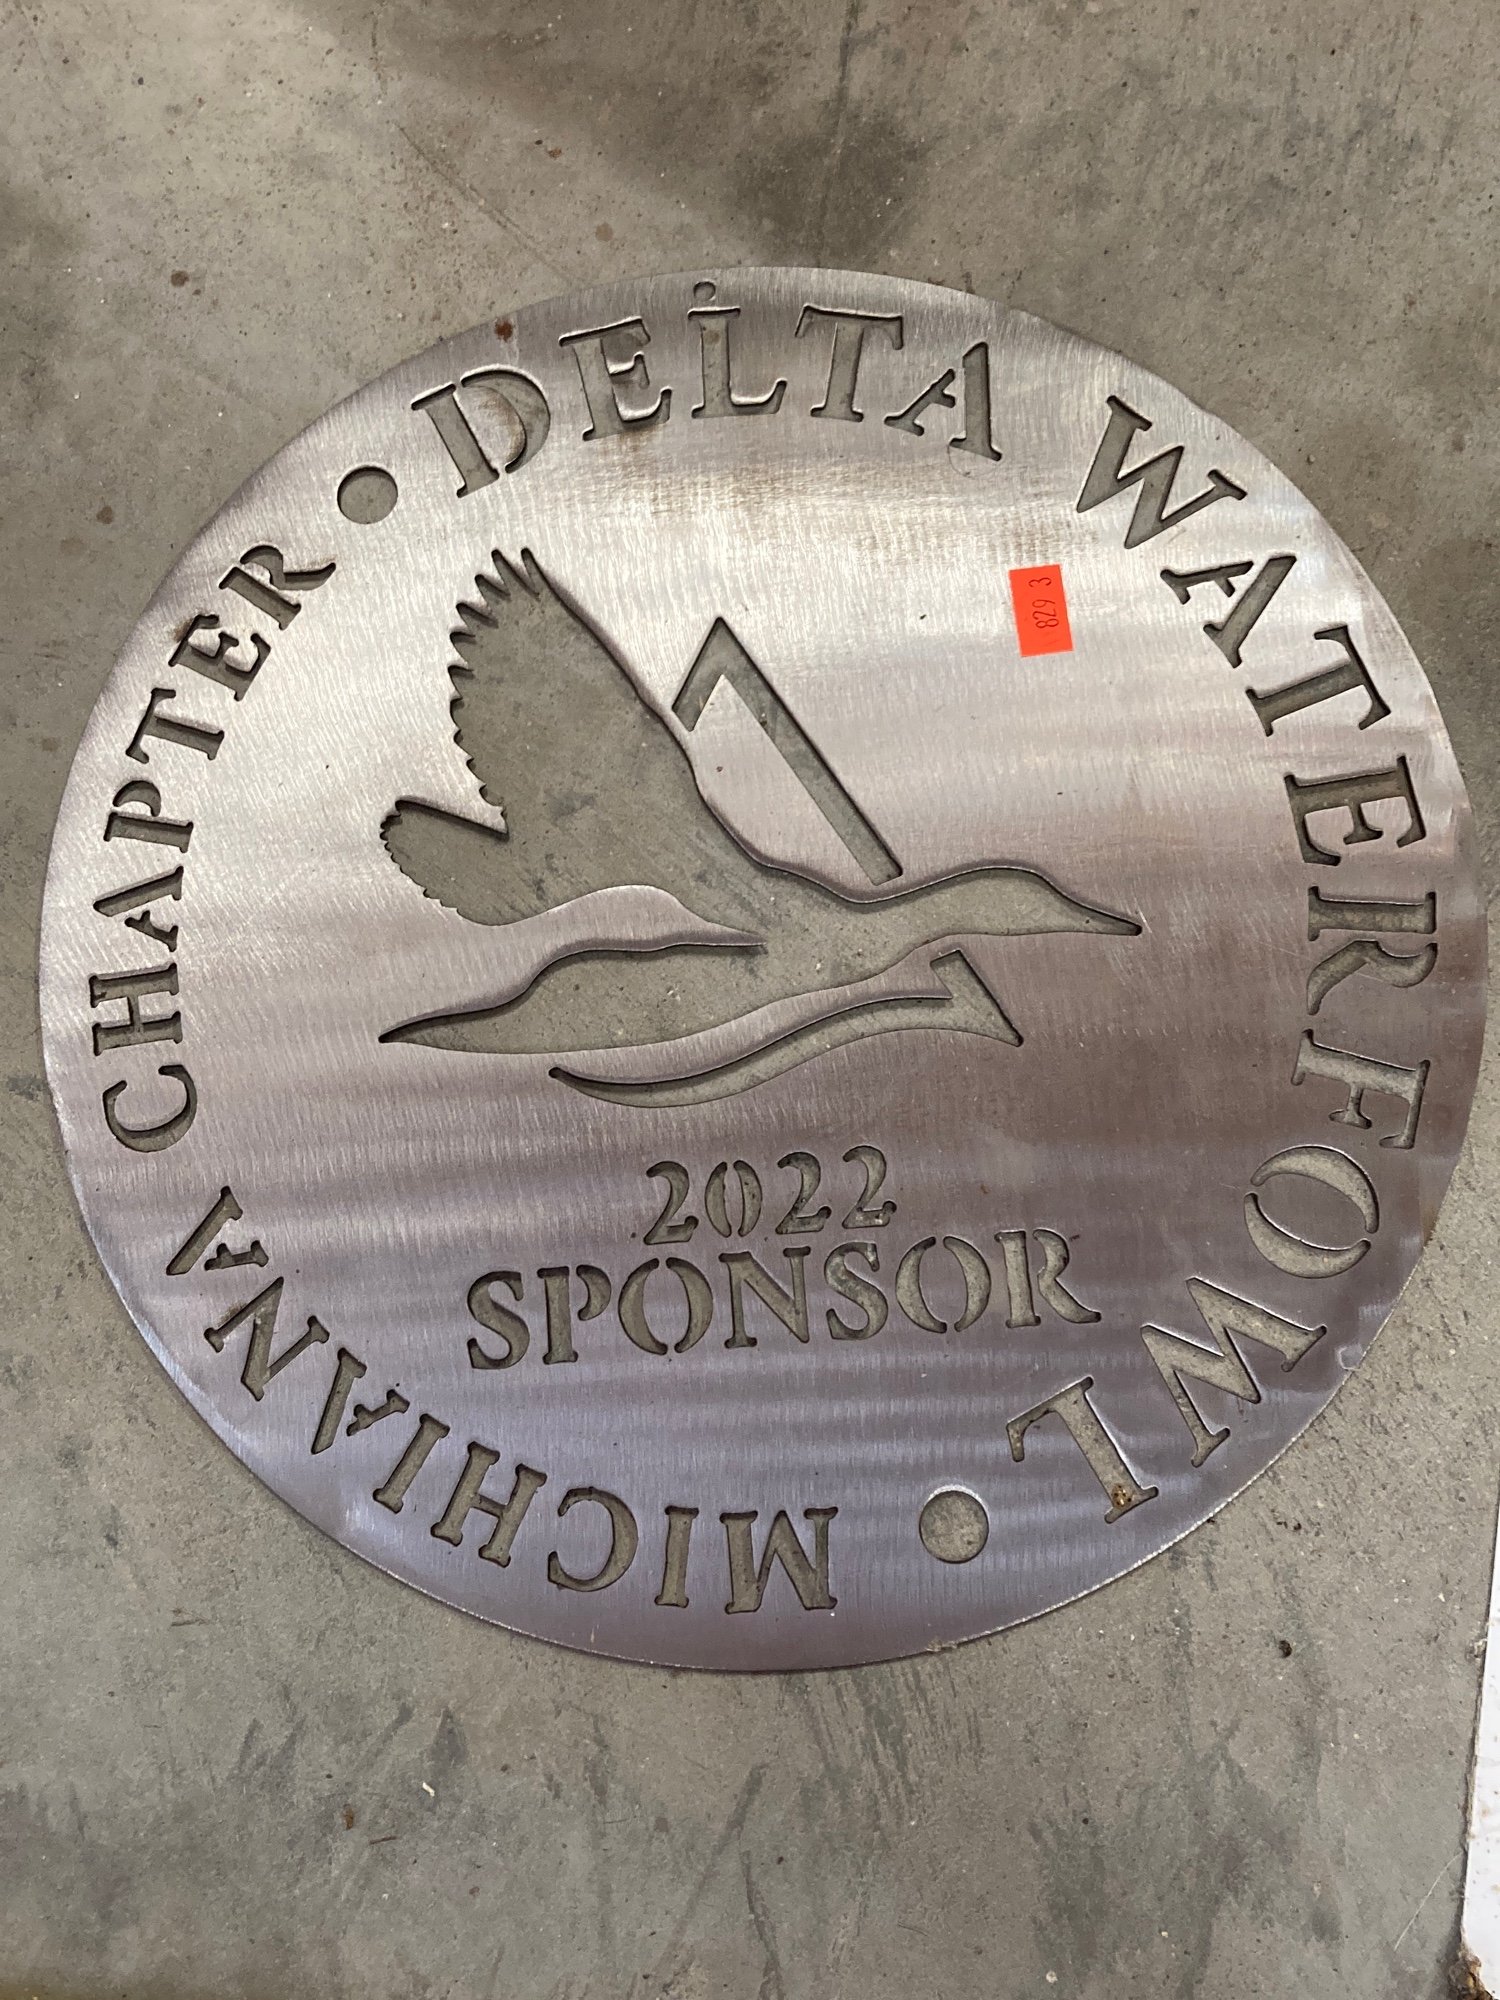 DELTA WATERFOWL • MICHIANA CHAPTER •
829 3
2022
SPONSOR